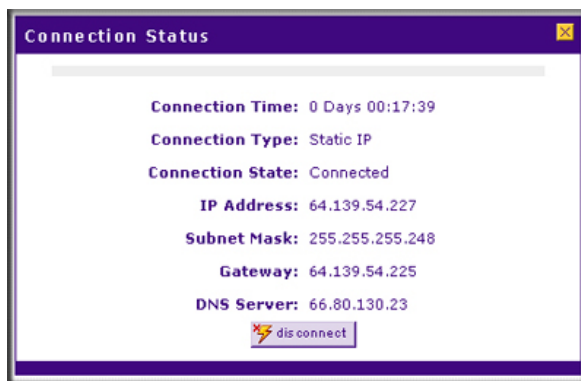 Connection Status
Connection Time: 0 Days 00:17:39
Connection Type: Static IP
Connection State: Connected
IP Address: 64.139.54.227
Subnet Mask: 255.255.255.248
Gateway: 64.139.54.225
DNS Server: 66.80.130.23
disconnect